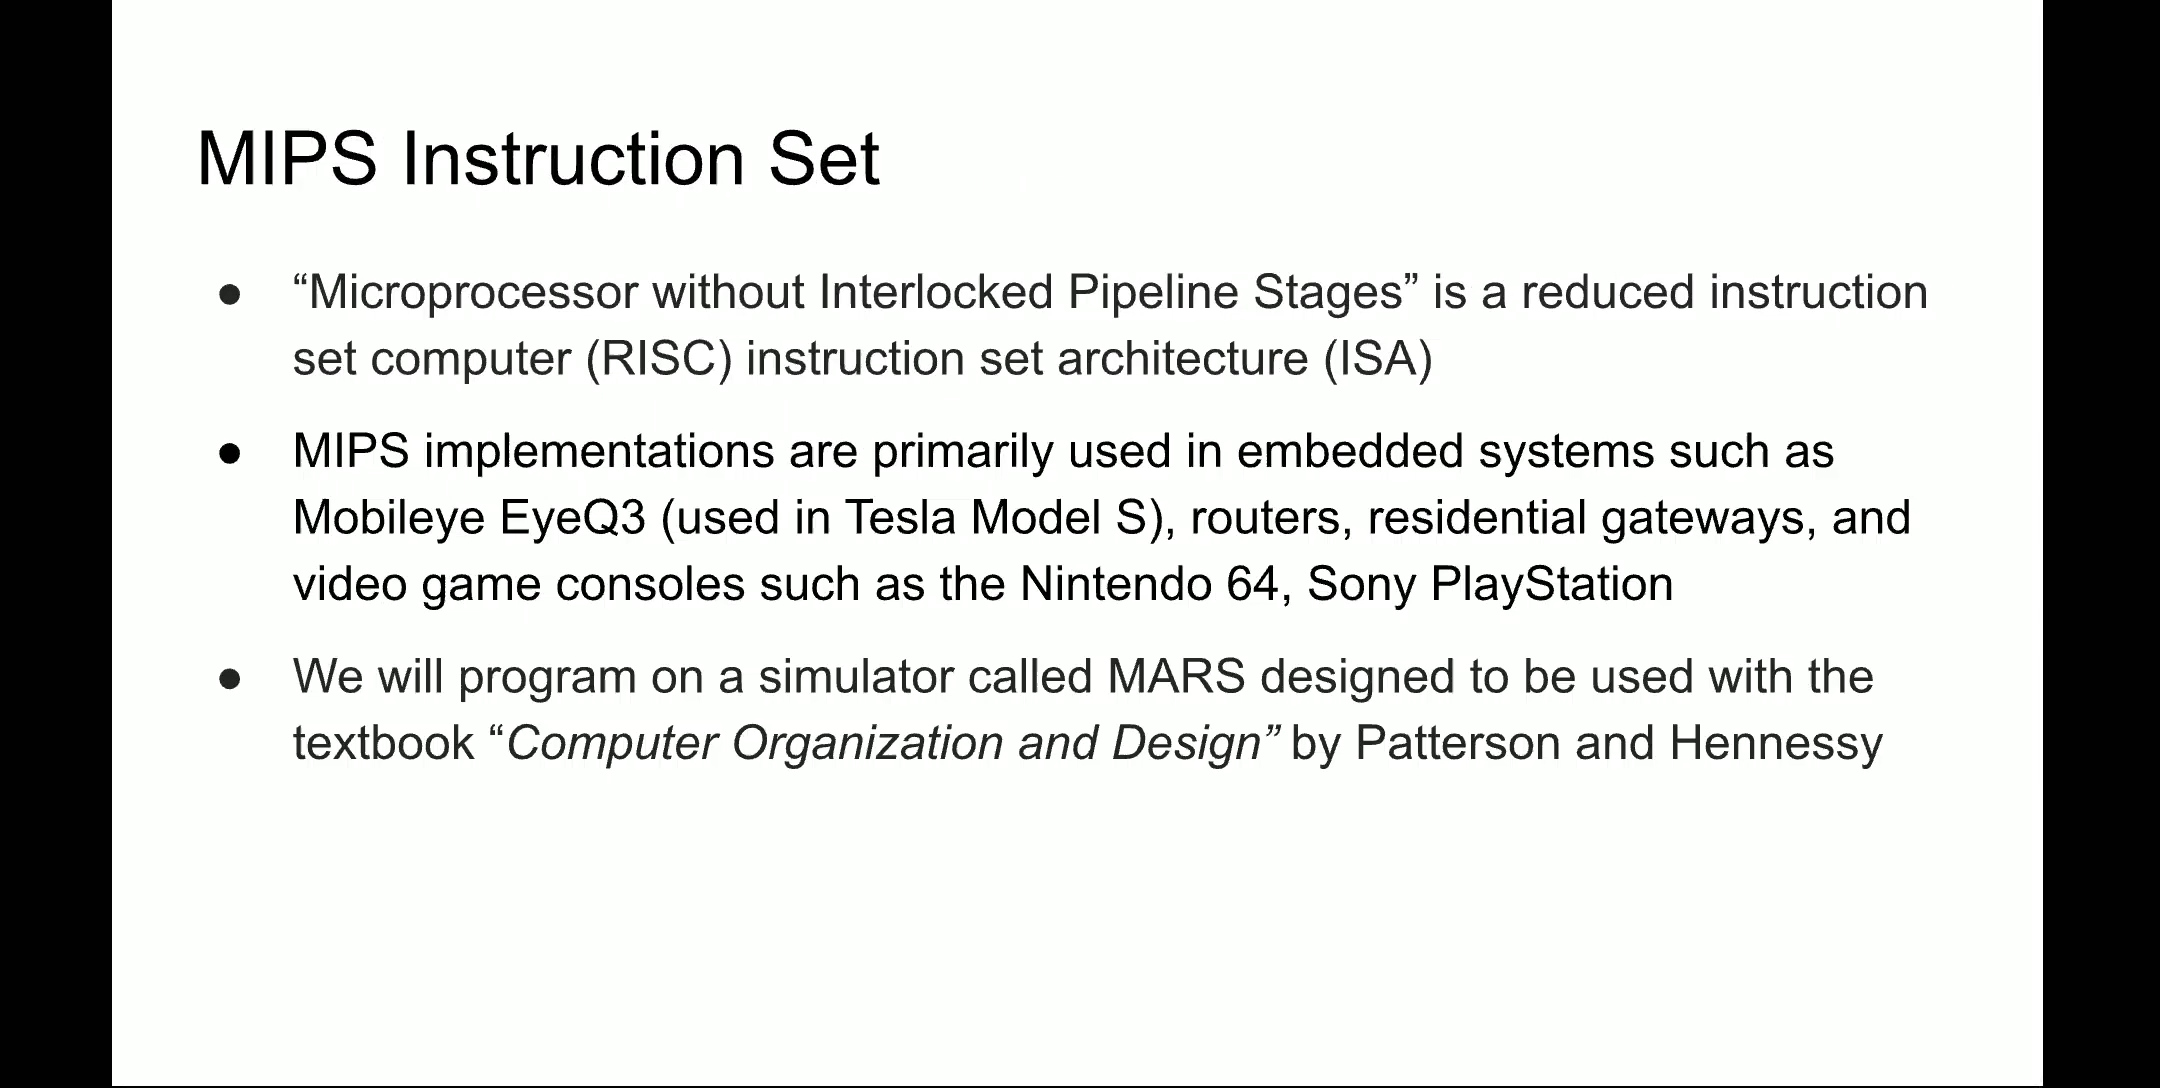 MIPS Instruction Set
● “Microprocessor without Interlocked Pipeline Stages” is a reduced instruction
set computer (RISC) instruction set architecture (ISA)
● MIPS implementations are primarily used in embedded systems such as
Mobileye EyeQ3 (used in Tesla Model S), routers, residential gateways, and
video game consoles such as the Nintendo 64, Sony PlayStation
● We will program on a simulator called MARS designed to be used with the
textbook “Computer Organization and Design” by Patterson and Hennessy